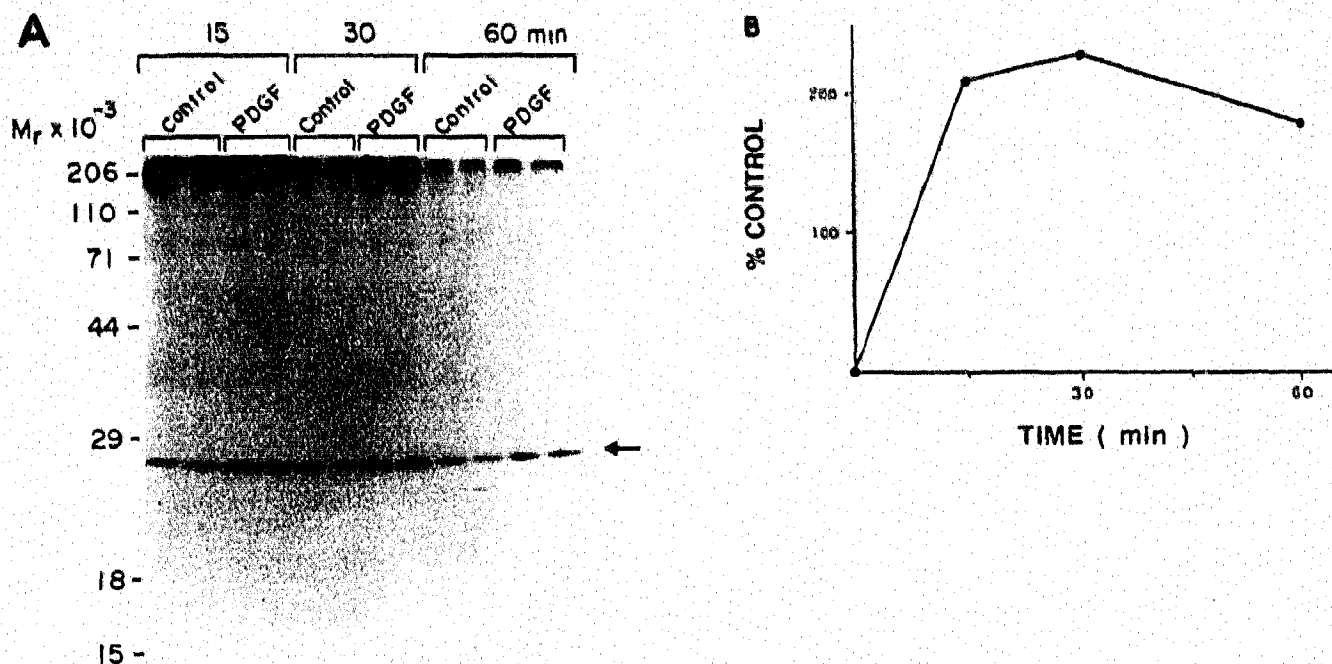 A
15 30 60 min
Control PDGF Control PDGF Control PDGF
Mr x 10-3
206 -
110 -
71 -
44 -
29 -
18 -
15 -
B
% CONTROL
200
100
30 60
TIME ( min )